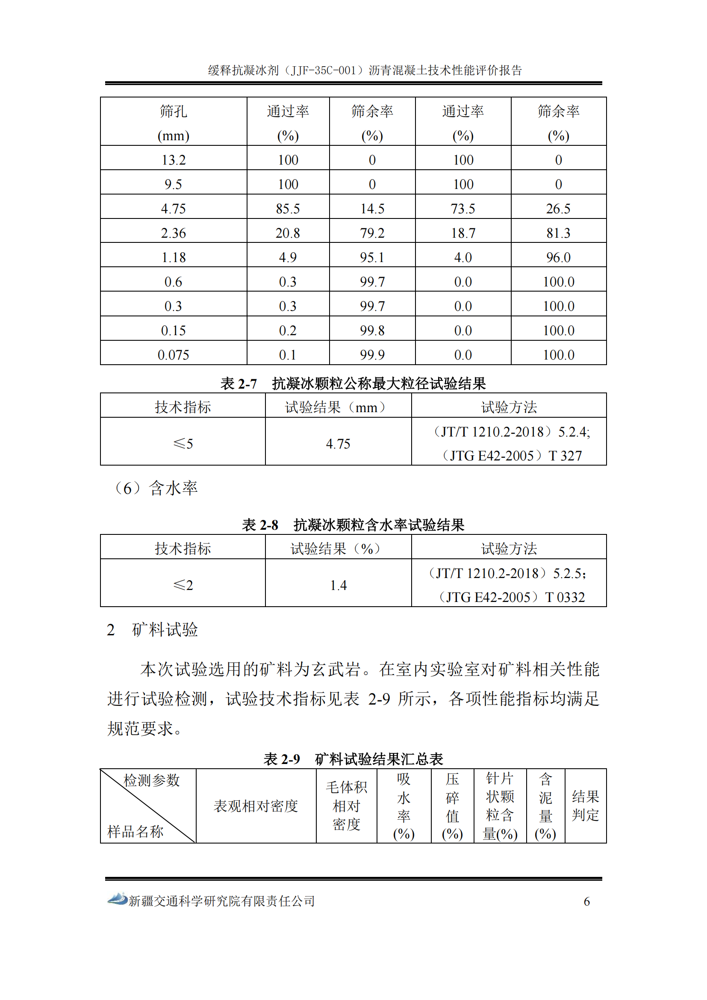 缓释抗凝冰剂（JJF-35C-001）沥青混凝土技术性能评价报告
筛孔 通过率 筛余率 通过率 筛余率
(mm) (%) (%) (%) (%)
13.2 100 0 100 0
9.5 100 0 100 0
4.75 85.5 14.5 73.5 26.5
2.36 20.8 79.2 18.7 81.3
1.18 4.9 95.1 4.0 96.0
0.6 0.3 99.7 0.0 100.0
0.3 0.3 99.7 0.0 100.0
0.15 0.2 99.8 0.0 100.0
0.075 0.1 99.9 0.0 100.0
表 2-7 抗凝冰颗粒公称最大粒径试验结果
技术指标 试验结果（mm） 试验方法
≤5 4.75 （JT/T 1210.2-2018）5.2.4;
（JTG E42-2005）T 327
（6）含水率
表 2-8 抗凝冰颗粒含水率试验结果
技术指标 试验结果（%） 试验方法
≤2 1.4 （JT/T 1210.2-2018）5.2.5；
（JTG E42-2005）T 0332
2 矿料试验
本次试验选用的矿料为玄武岩。在室内实验室对矿料相关性能
进行试验检测，试验技术指标见表 2-9 所示，各项性能指标均满足
规范要求。
表 2-9 矿料试验结果汇总表
检测参数
样品名称
表观相对密度
毛体积
相对
密度
吸
水
率
(%)
压
碎
值
(%)
针片
状颗
粒含
量(%)
含
泥
量
(%)
结果
判定
新疆交通科学研究院有限责任公司 6